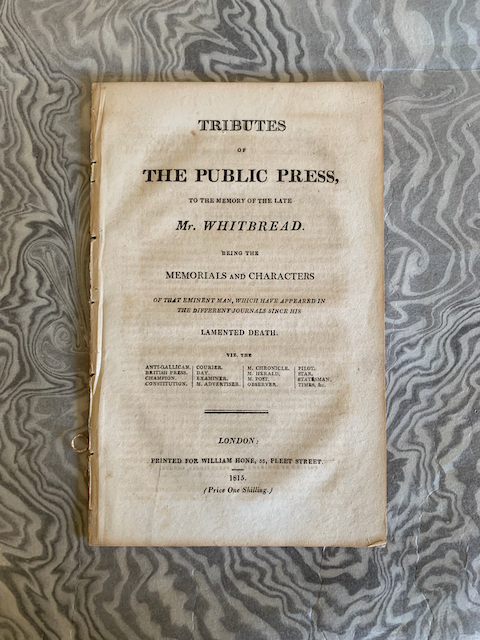 TRIBUTES
OF
THE PUBLIC PRESS,
TO THE MEMORY OF THE LATE
Mr. WHITBREAD.
BEING THE
MEMORIALS AND CHARACTERS
OF THAT EMINENT MAN, WHICH HAVE APPEARED IN
THE DIFFERENT JOURNALS SINCE HIS
LAMENTED DEATH.
VIZ. THE
ANTI-GALLICAN. COURIER. M. CHRONICLE. PILOT.
BRITISH PRESS. DAY. M. HERALD. STAR.
CHAMPION. EXAMINER. M. POST. STATESMAN,
CONSTITUTION. M. ADVERTISER. OBSERVER. TIMES, &c.
LONDON:
PRINTED FOR WILLIAM HONE, 55, FLEET STREET.
1815.
(Price One Shilling.)